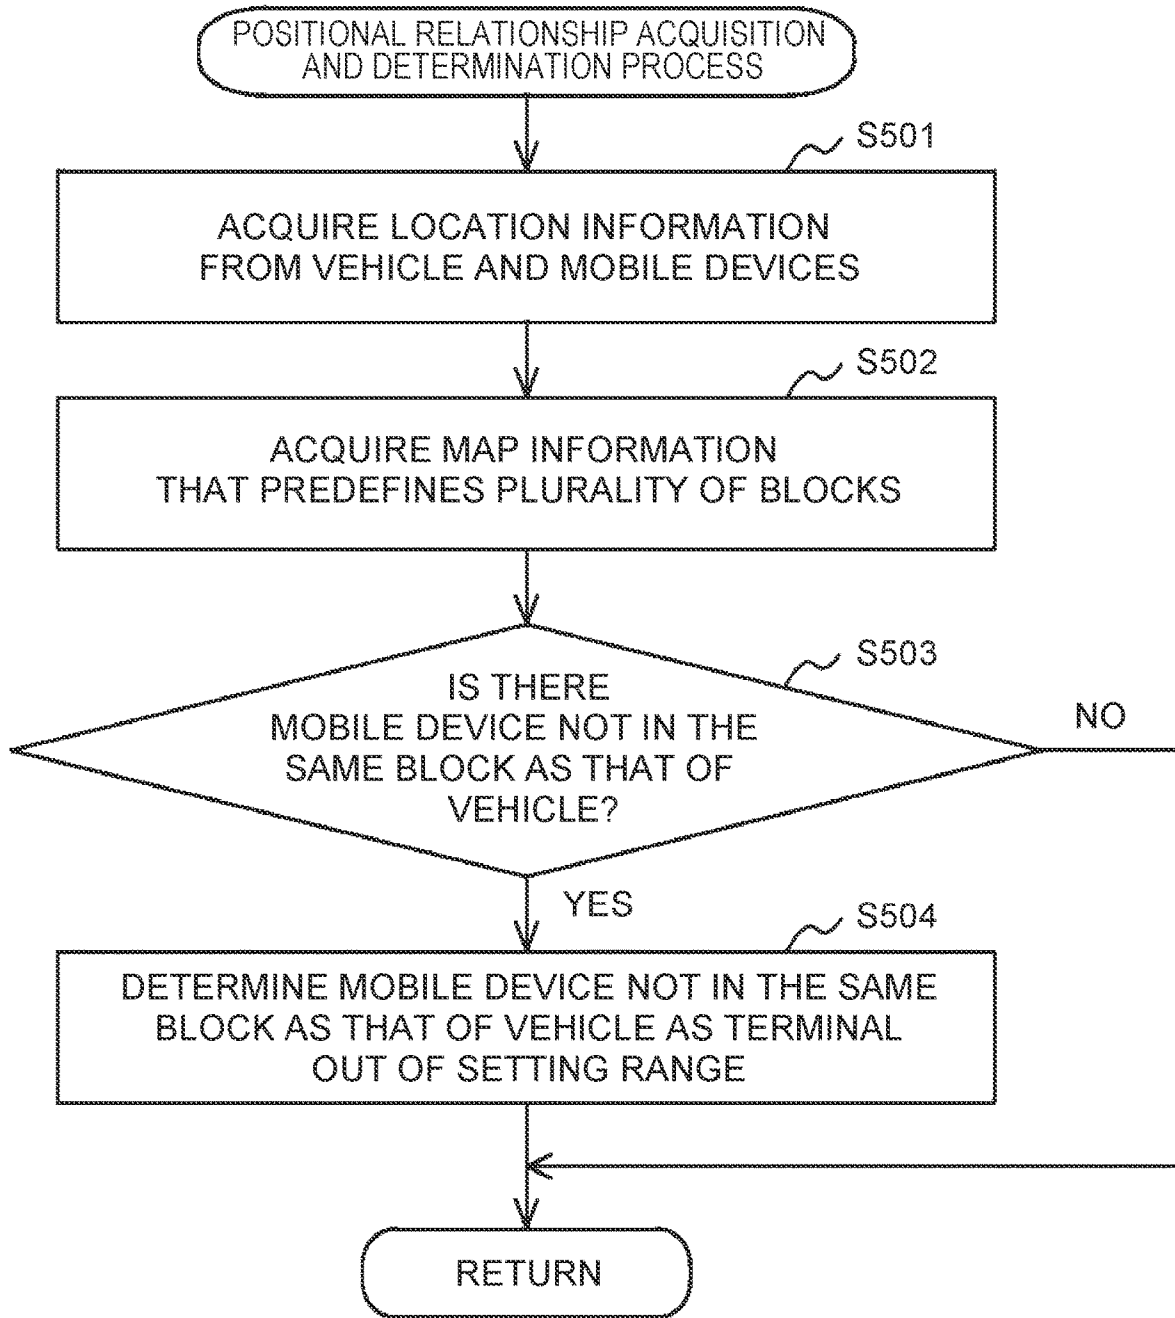 POSITIONAL RELATIONSHIP ACQUISITION
AND DETERMINATION PROCESS
S501
ACQUIRE LOCATION INFORMATION
FROM VEHICLE AND MOBILE DEVICES
S502
ACQUIRE MAP INFORMATION
THAT PREDEFINES PLURALITY OF BLOCKS
S503
IS THERE
MOBILE DEVICE NOT IN THE
SAME BLOCK AS THAT OF
VEHICLE?
NO
YES
S504
DETERMINE MOBILE DEVICE NOT IN THE SAME
BLOCK AS THAT OF VEHICLE AS TERMINAL
OUT OF SETTING RANGE
RETURN